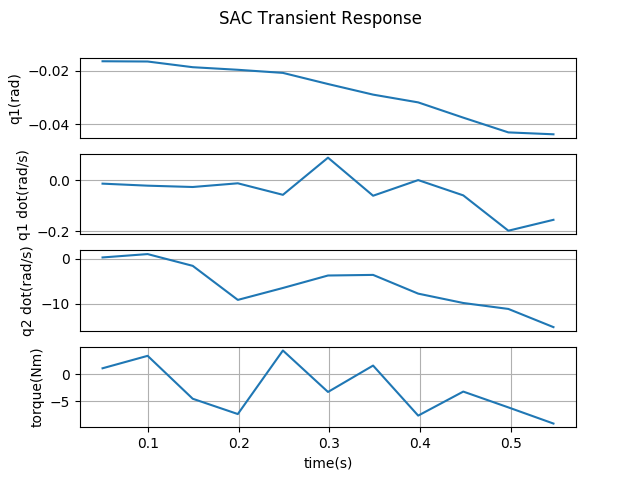 SAC Transient Response
q1(rad)
−0.02
−0.04
q1 dot(rad/s)
0.0
−0.2
q2 dot(rad/s)
0
−10
torque(Nm)
0
−5
0.1 0.2 0.3 0.4 0.5
time(s)